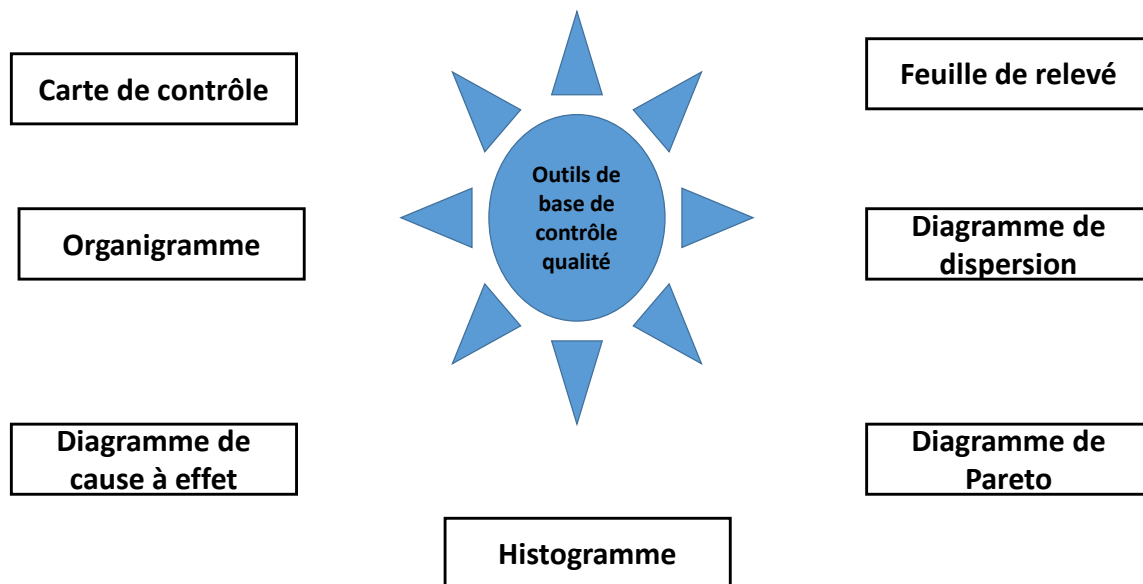 Carte de contrôle
Feuille de relevé
Outils de
base de
contrôle
qualité
Organigramme
Diagramme de
dispersion
Diagramme de
cause à effet
Diagramme de
Pareto
Histogramme